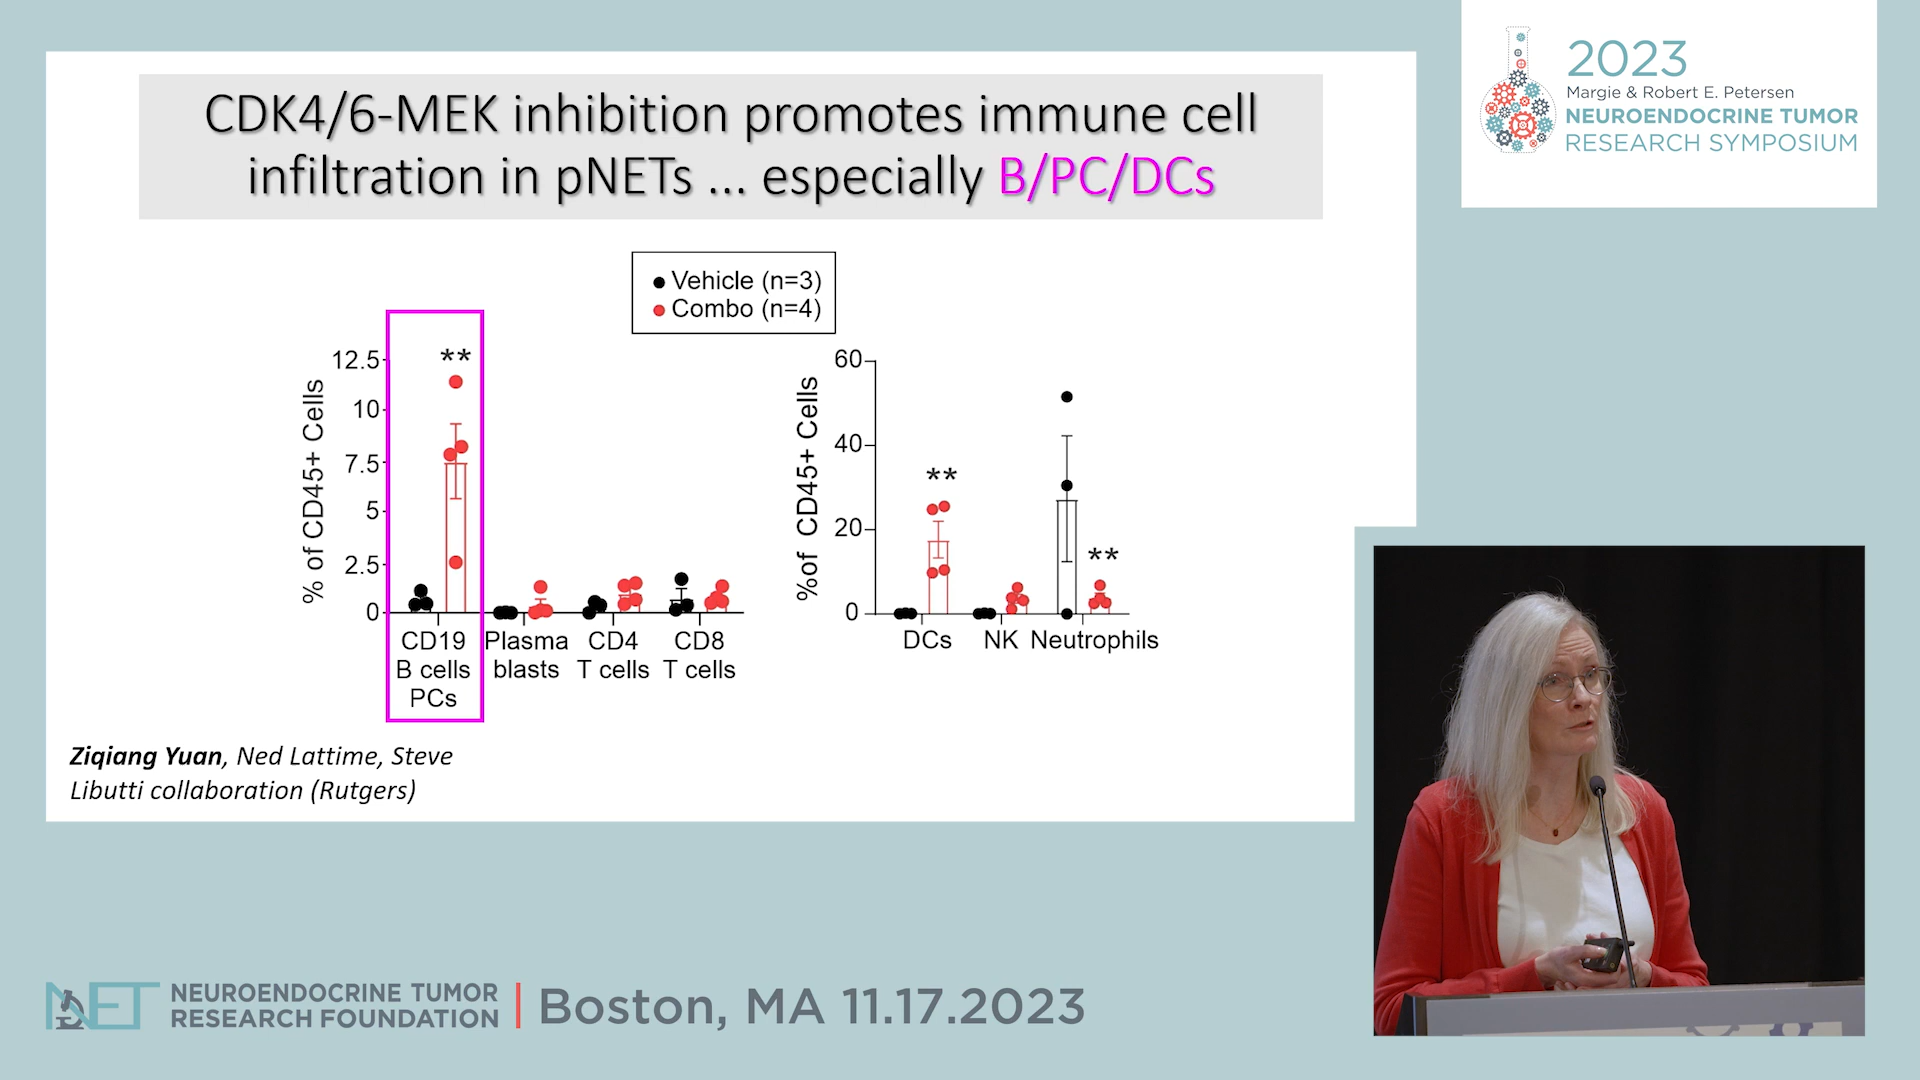 CDK4/6-MEK inhibition promotes immune cell
infiltration in pNETs ... especially B/PC/DCs
2023
Margie & Robert E. Petersen
NEUROENDOCRINE TUMOR
RESEARCH SYMPOSIUM
Vehicle (n=3)
Combo (n=4)
% of CD45+ Cells
12.5
10
7.5
5
2.5
0
**
CD19
B cells
PCs
Plasma
blasts
CD4
T cells
CD8
T cells
%of CD45+ Cells
60
40
20
0
**
**
DCs
NK
Neutrophils
Ziqiang Yuan, Ned Lattime, Steve
Libutti collaboration (Rutgers)
NET
NEUROENDOCRINE TUMOR
RESEARCH FOUNDATION
Boston, MA 11.17.2023